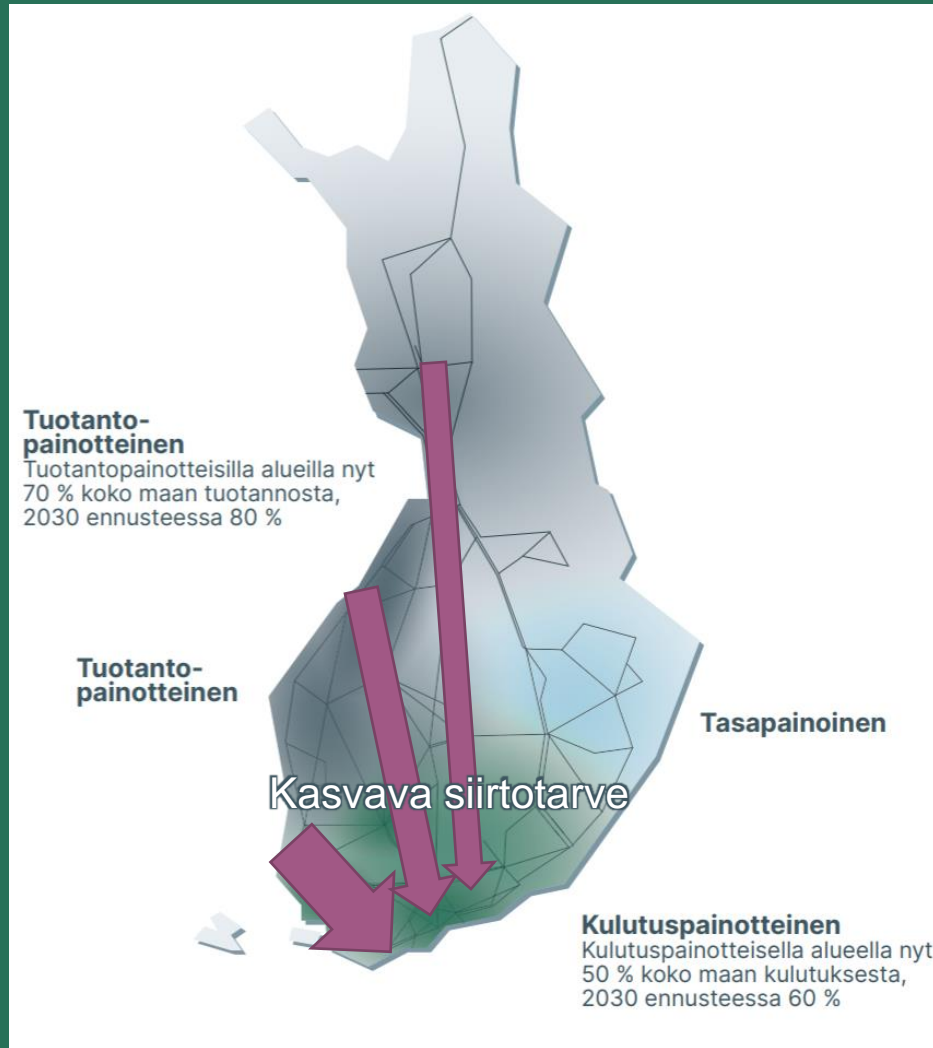 Tuotanto-
painotteinen
Tuotantopainotteisilla alueilla nyt
70 % koko maan tuotannosta,
2030 ennusteessa 80 %
Tuotanto-
painotteinen
Tasapainoinen
Kasvava siirtotarve
Kulutuspainotteinen
Kulutuspainotteisella alueella nyt
50 % koko maan kulutuksesta,
2030 ennusteessa 60 %